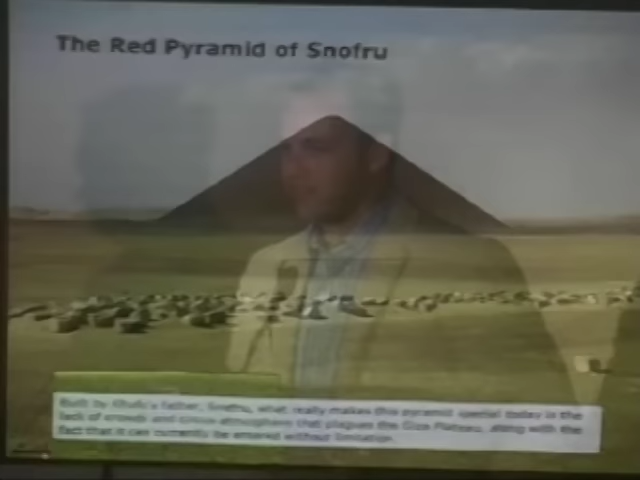 The Red Pyramid of Snofru
Built by Khufu's father, Snefru, what really makes this pyramid special today is the
lack of crowds and circus atmosphere that plagues the Giza Plateau, along with the
fact that it can currently be entered without limitation.